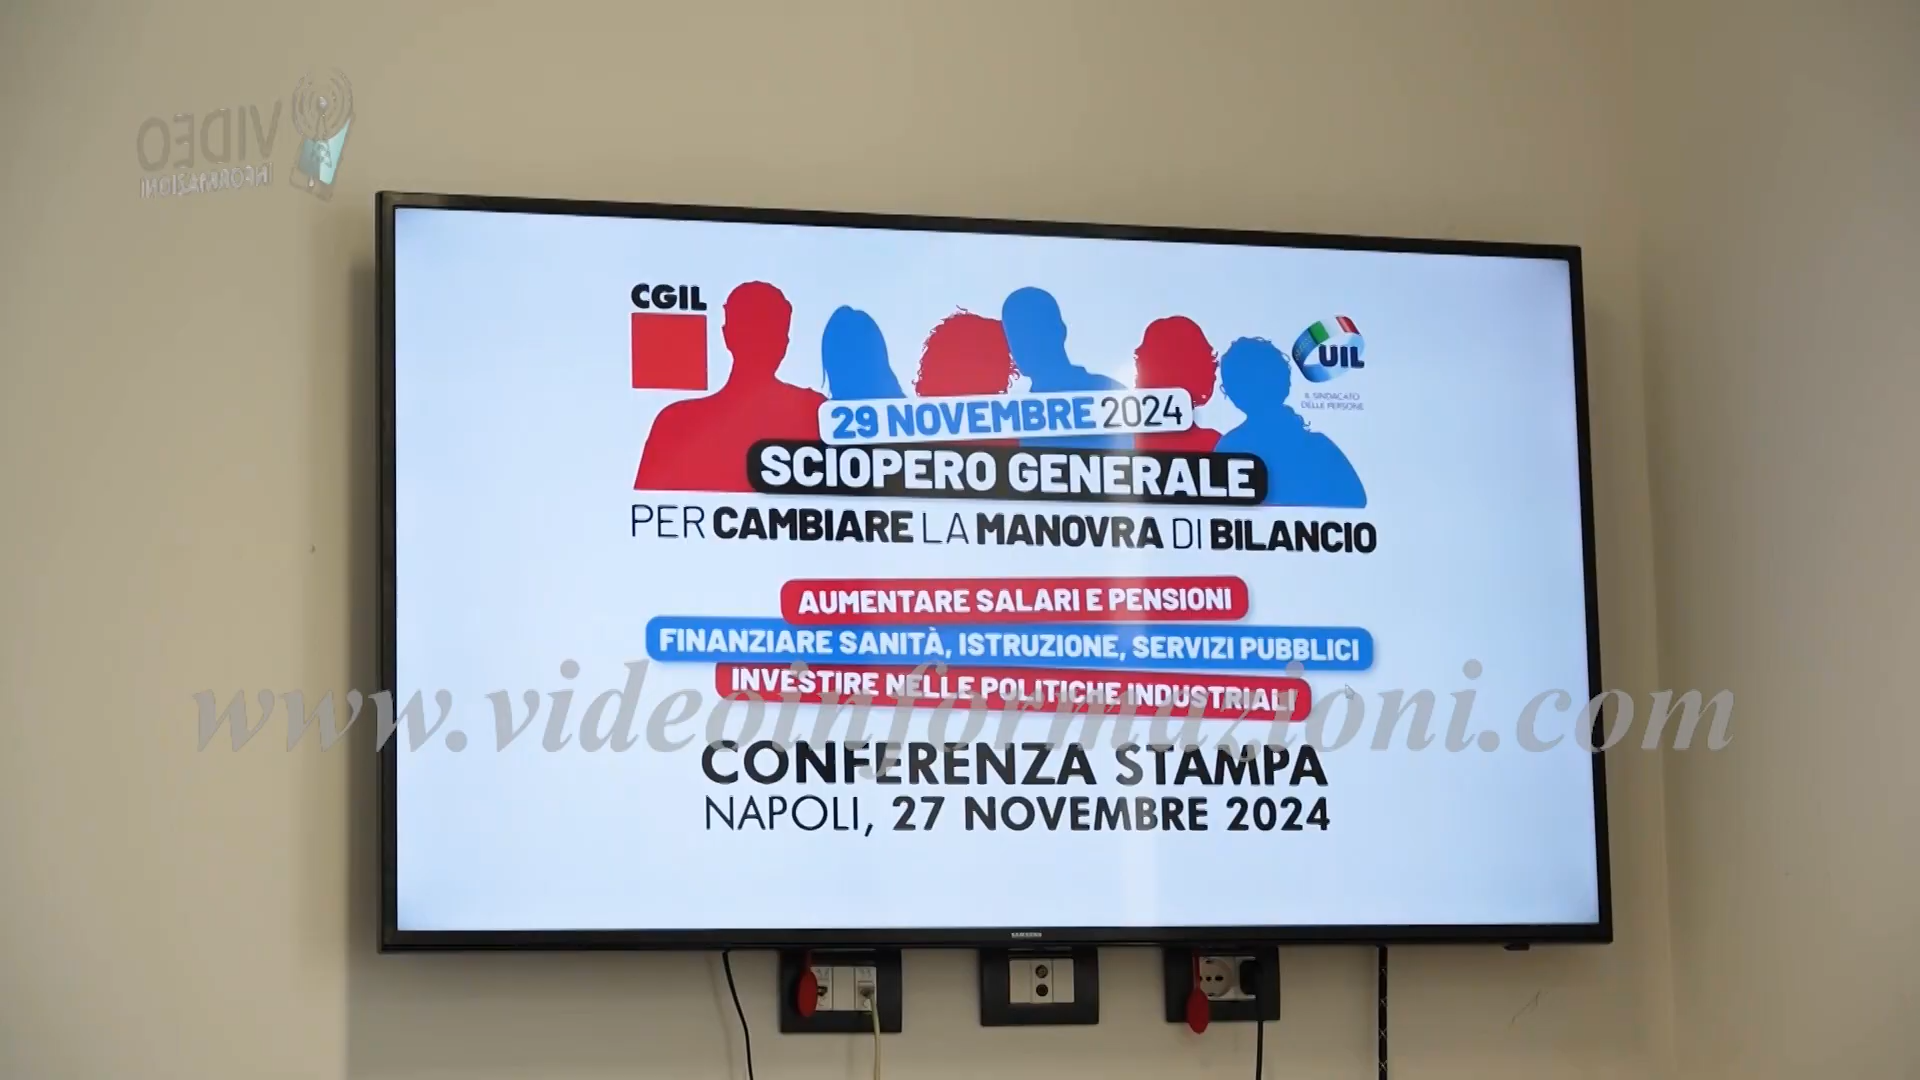 VIDEO
INFORMAZIONI
CGIL
UIL
IL SINDACATO
DELLE PERSONE
29 NOVEMBRE 2024
SCIOPERO GENERALE
PER CAMBIARE LA MANOVRA DI BILANCIO
AUMENTARE SALARI E PENSIONI
FINANZIARE SANITÀ, ISTRUZIONE, SERVIZI PUBBLICI
INVESTIRE NELLE POLITICHE INDUSTRIALI
www.videoinformazioni.com
CONFERENZA STAMPA
NAPOLI, 27 NOVEMBRE 2024
SAMSUNG